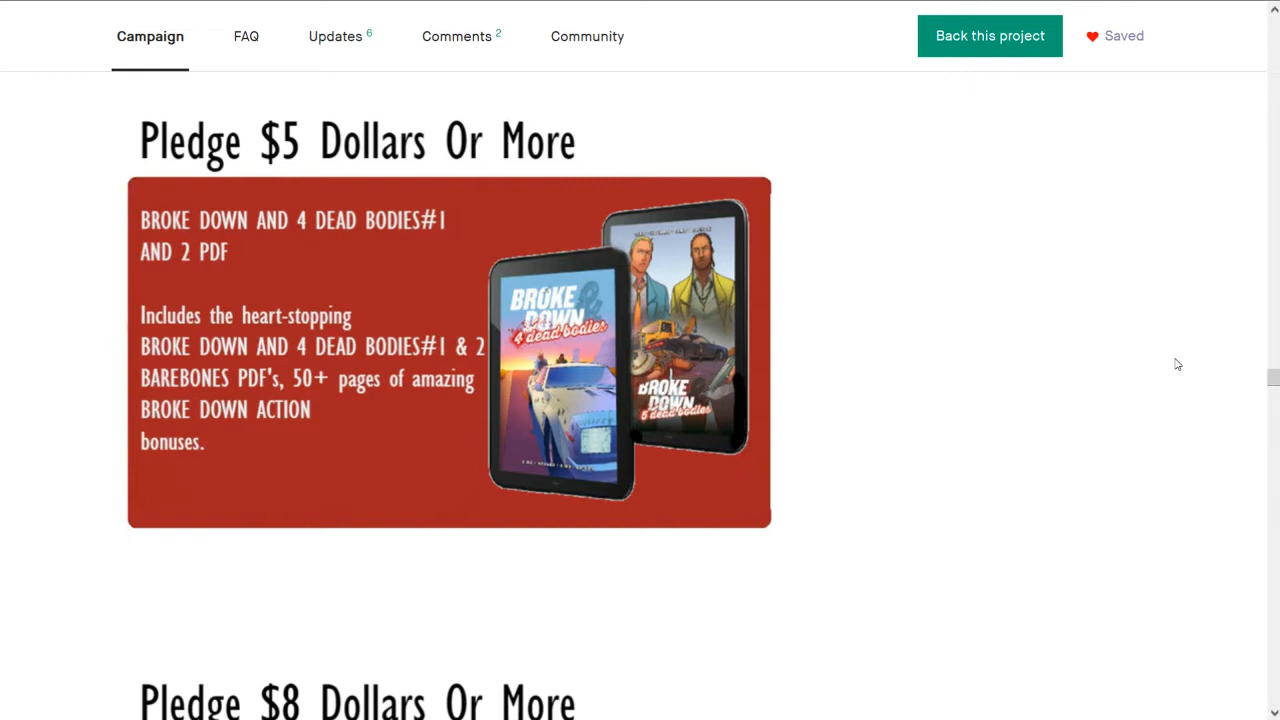 Campaign FAQ Updates 6 Comments 2 Community Back this project Saved
Pledge $5 Dollars Or More
BROKE DOWN AND 4 DEAD BODIES#1
AND 2 PDF
Includes the heart-stopping
BROKE DOWN AND 4 DEAD BODIES#1 & 2
BAREBONES PDF's, 50+ pages of amazing
BROKE DOWN ACTION
bonuses.
BROKE
DOWN &
4 dead bodies
BROKE
DOWN
5 dead bodies
Pledge $8 Dollars Or More